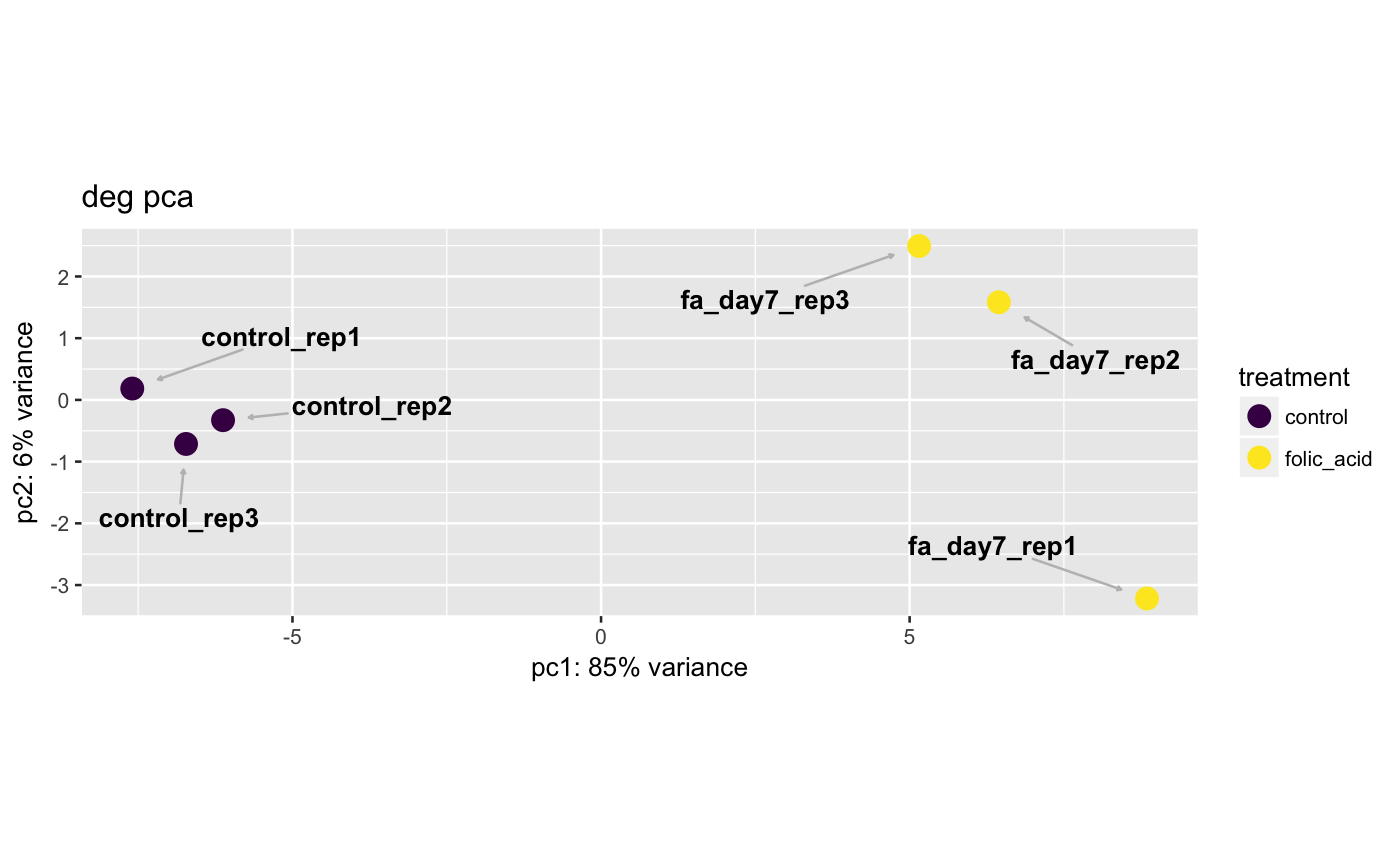 deg pca
pc2: 6% variance
2
1
0
-1
-2
-3
fa_day7_rep3
control_rep1
fa_day7_rep2
control_rep2
control_rep3
fa_day7_rep1
-5
0
5
pc1: 85% variance
treatment
control
folic_acid